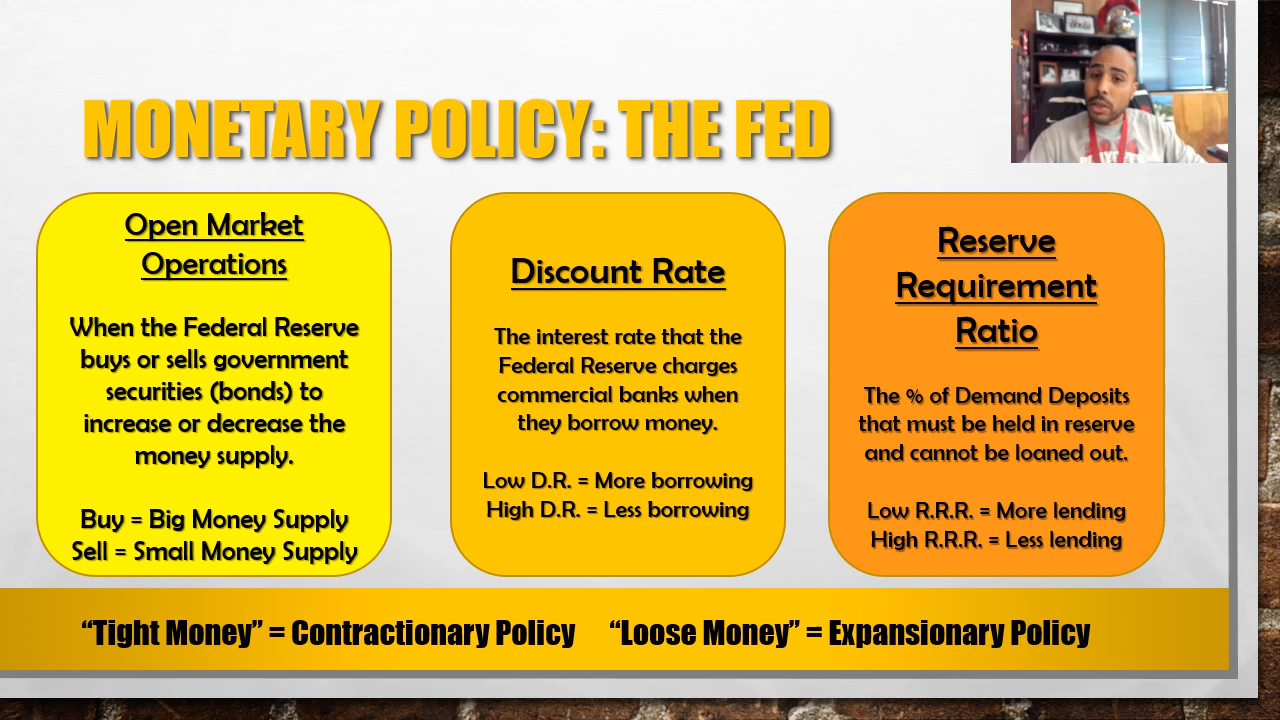 MONETARY POLICY: THE FED
Open Market
Operations
When the Federal Reserve
buys or sells government
securities (bonds) to
increase or decrease the
money supply.
Buy = Big Money Supply
Sell = Small Money Supply
Discount Rate
The interest rate that the
Federal Reserve charges
commercial banks when
they borrow money.
Low D.R. = More borrowing
High D.R. = Less borrowing
Reserve
Requirement
Ratio
The % of Demand Deposits
that must be held in reserve
and cannot be loaned out.
Low R.R.R. = More lending
High R.R.R. = Less lending
“Tight Money” = Contractionary Policy “Loose Money” = Expansionary Policy